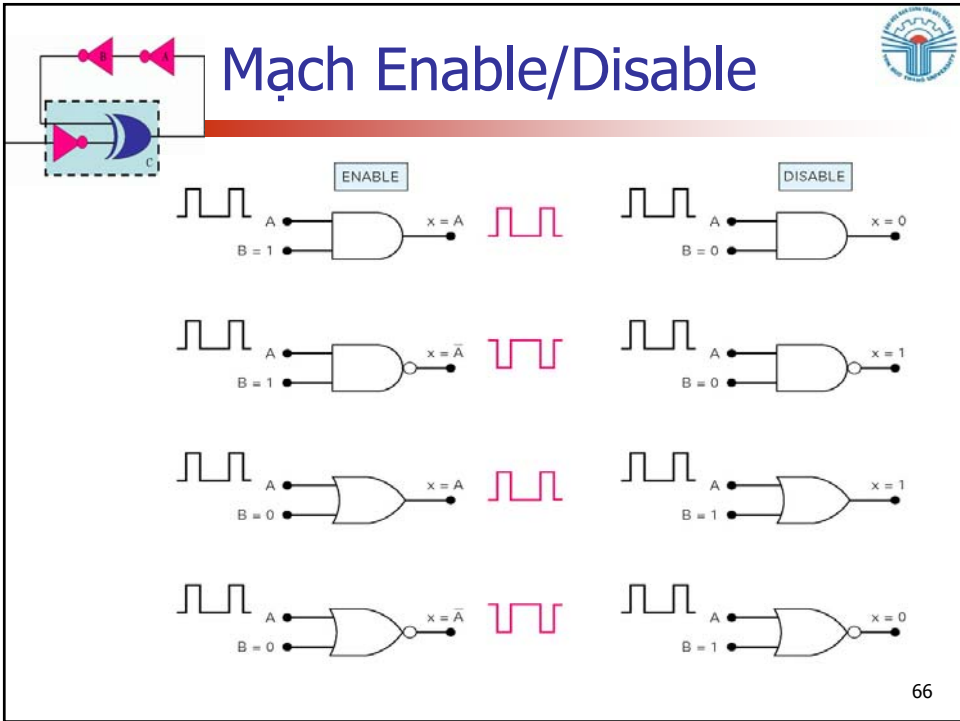 Mạch Enable/Disable
B A
C
ENABLE
DISABLE
A x = A
B = 1
A x = 0
B = 0
A x = A̅
B = 1
A x = 1
B = 0
A x = A
B = 0
A x = 1
B = 1
A x = A̅
B = 0
A x = 0
B = 1
66